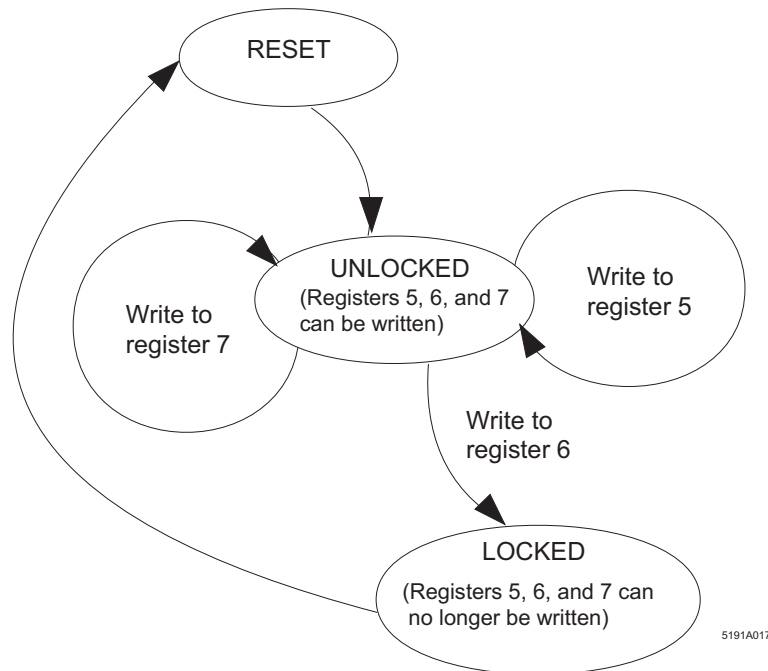 RESET
UNLOCKED
(Registers 5, 6, and 7
can be written)
Write to
register 5
Write to
register 7
Write to
register 6
LOCKED
(Registers 5, 6, and 7 can
no longer be written)
5191A017